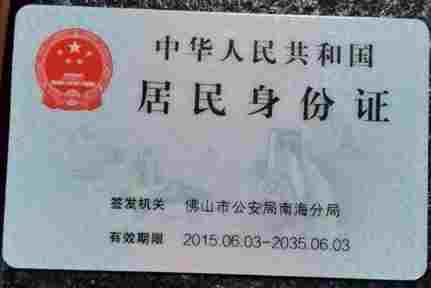 中华人民共和国
居民身份证
签发机关 佛山市公安局南海分局
有效期限 2015.06.03-2035.06.03